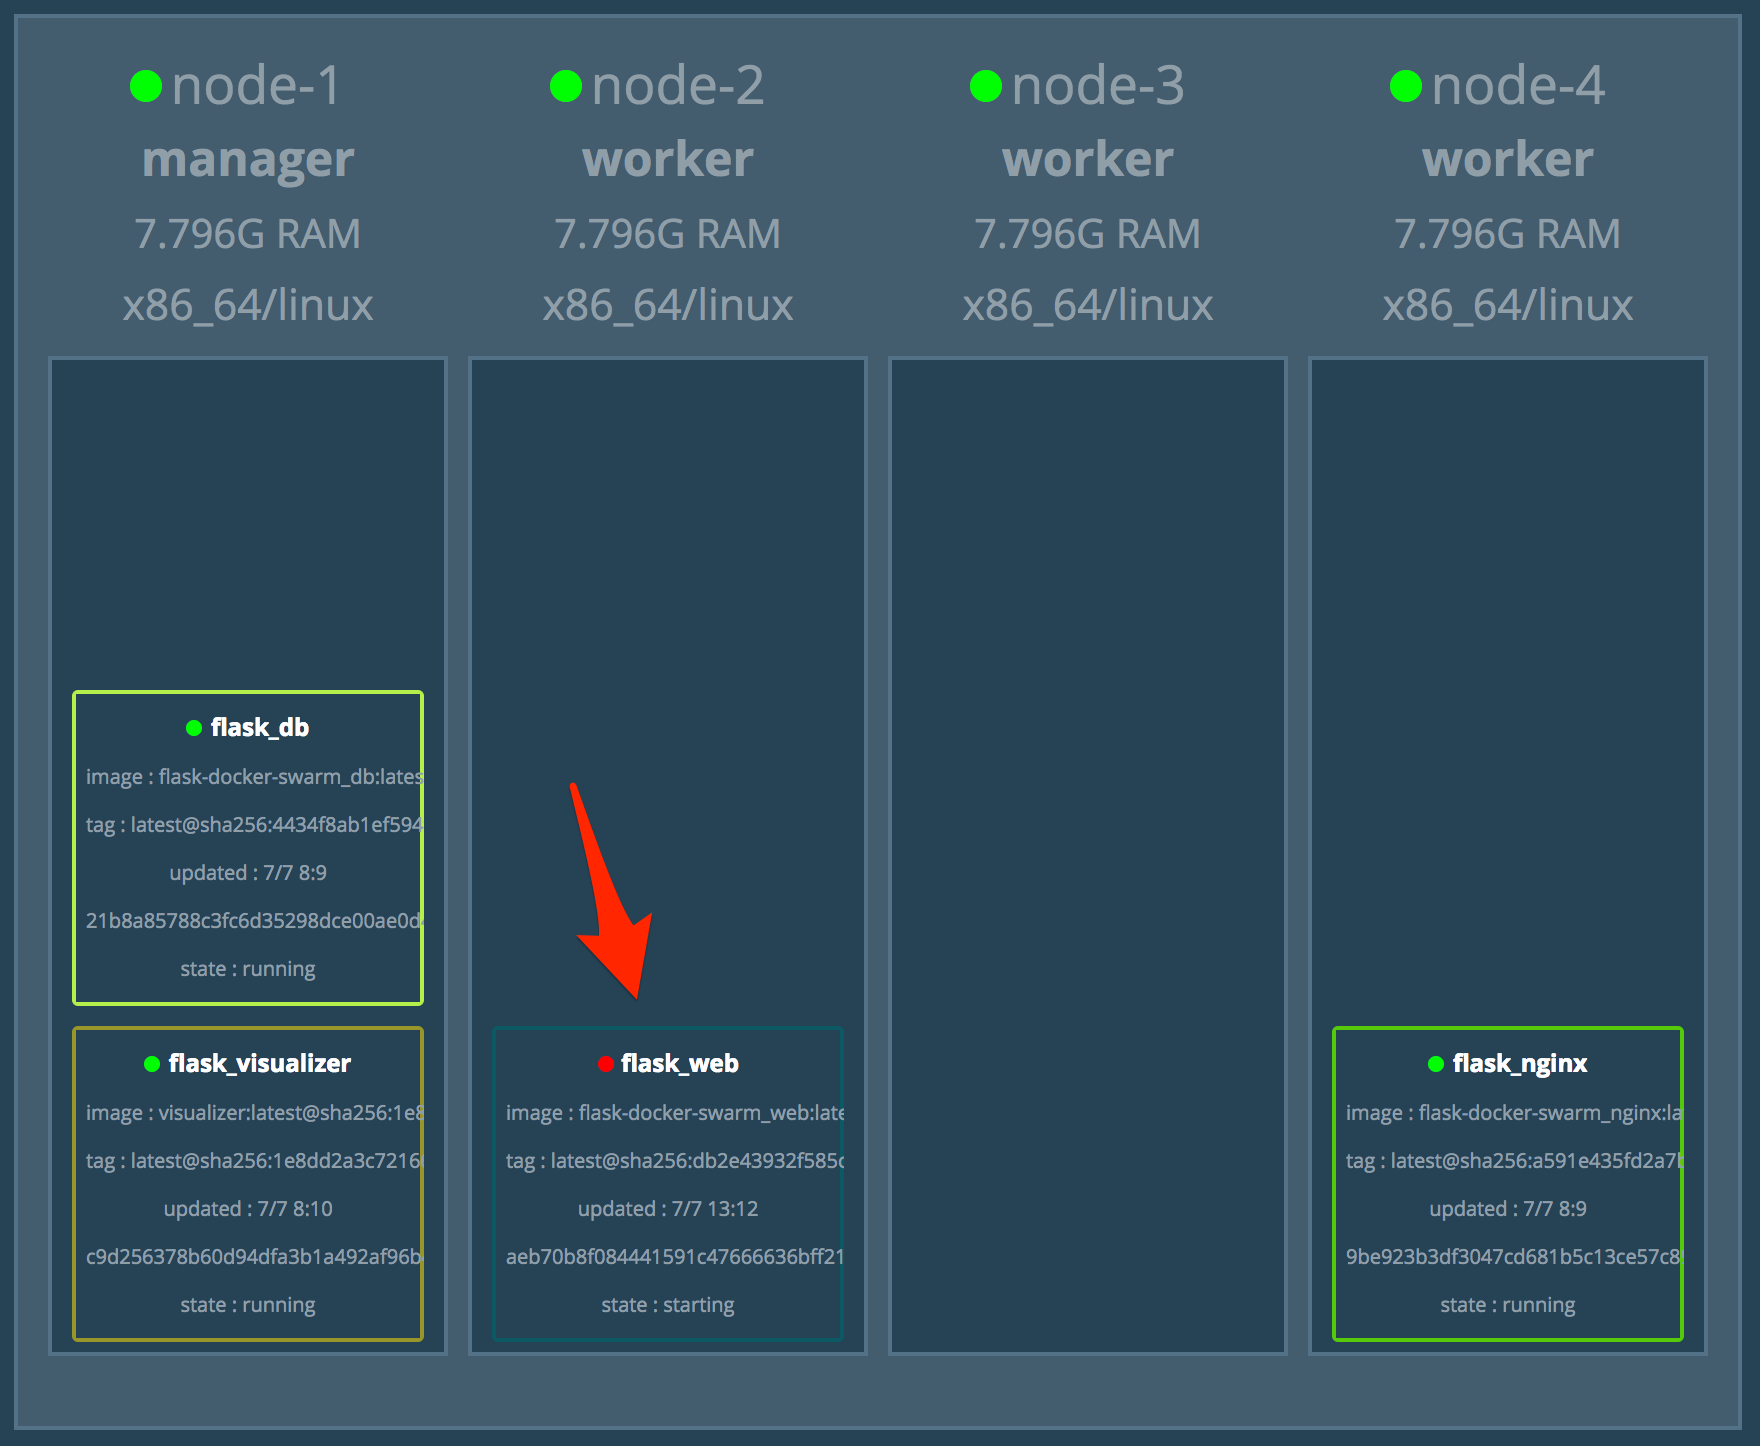 node-1
manager
7.796G RAM
x86_64/linux
flask_db
image : flask-docker-swarm_db:lates
tag : latest@sha256:4434f8ab1ef594
updated : 7/7 8:9
21b8a85788c3fc6d35298dce00ae0d
state : running
flask_visualizer
image : visualizer:latest@sha256:1e8
tag : latest@sha256:1e8dd2a3c7216
updated : 7/7 8:10
c9d256378b60d94dfa3b1a492af96b
state : running
node-2
worker
7.796G RAM
x86_64/linux
flask_web
image : flask-docker-swarm_web:late
tag : latest@sha256:db2e43932f585c
updated : 7/7 13:12
aeb70b8f084441591c47666636bff21
state : starting
node-3
worker
7.796G RAM
x86_64/linux
node-4
worker
7.796G RAM
x86_64/linux
flask_nginx
image : flask-docker-swarm_nginx:la
tag : latest@sha256:a591e435fd2a7b
updated : 7/7 8:9
9be923b3df3047cd681b5c13ce57c8
state : running